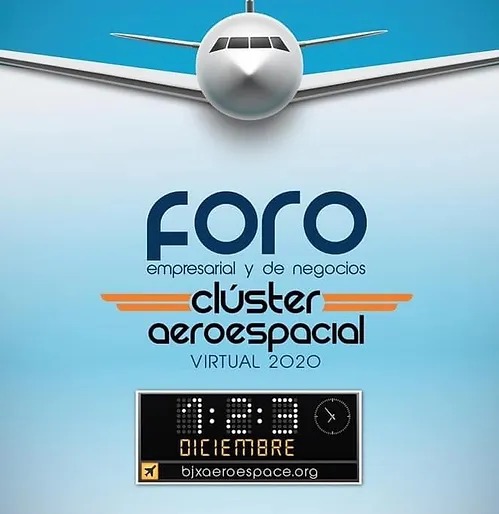 foro
empresarial y de negocios
clúster
aeroespacial
VIRTUAL 2020
1:2:3
DICIEMBRE
bjxaeroespace.org